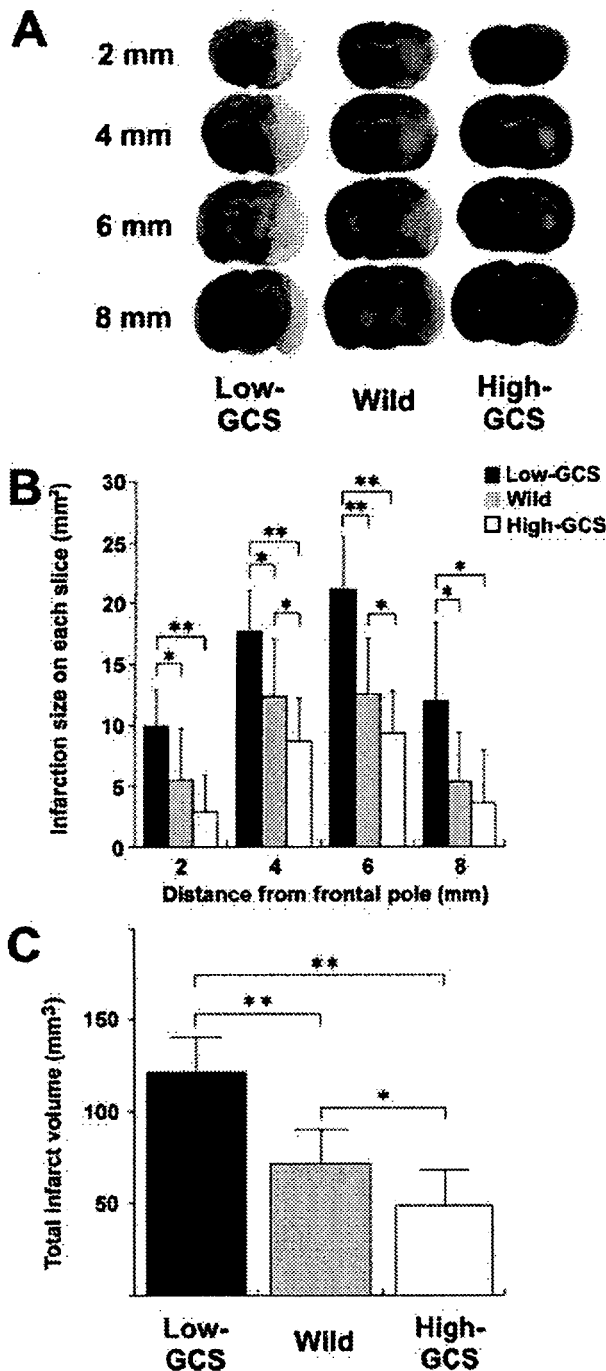 A
2 mm
4 mm
6 mm
8 mm
Low-
GCS
Wild
High-
GCS
B
Infarction size on each slice (mm²)
30
25
20
15
10
5
0
** 
*
**
*
*
**
**
*
*
*
Low-GCS
Wild
High-GCS
2
4
6
8
Distance from frontal pole (mm)
C
Total infarct volume (mm³)
150
100
50
**
**
*
Low-
GCS
Wild
High-
GCS